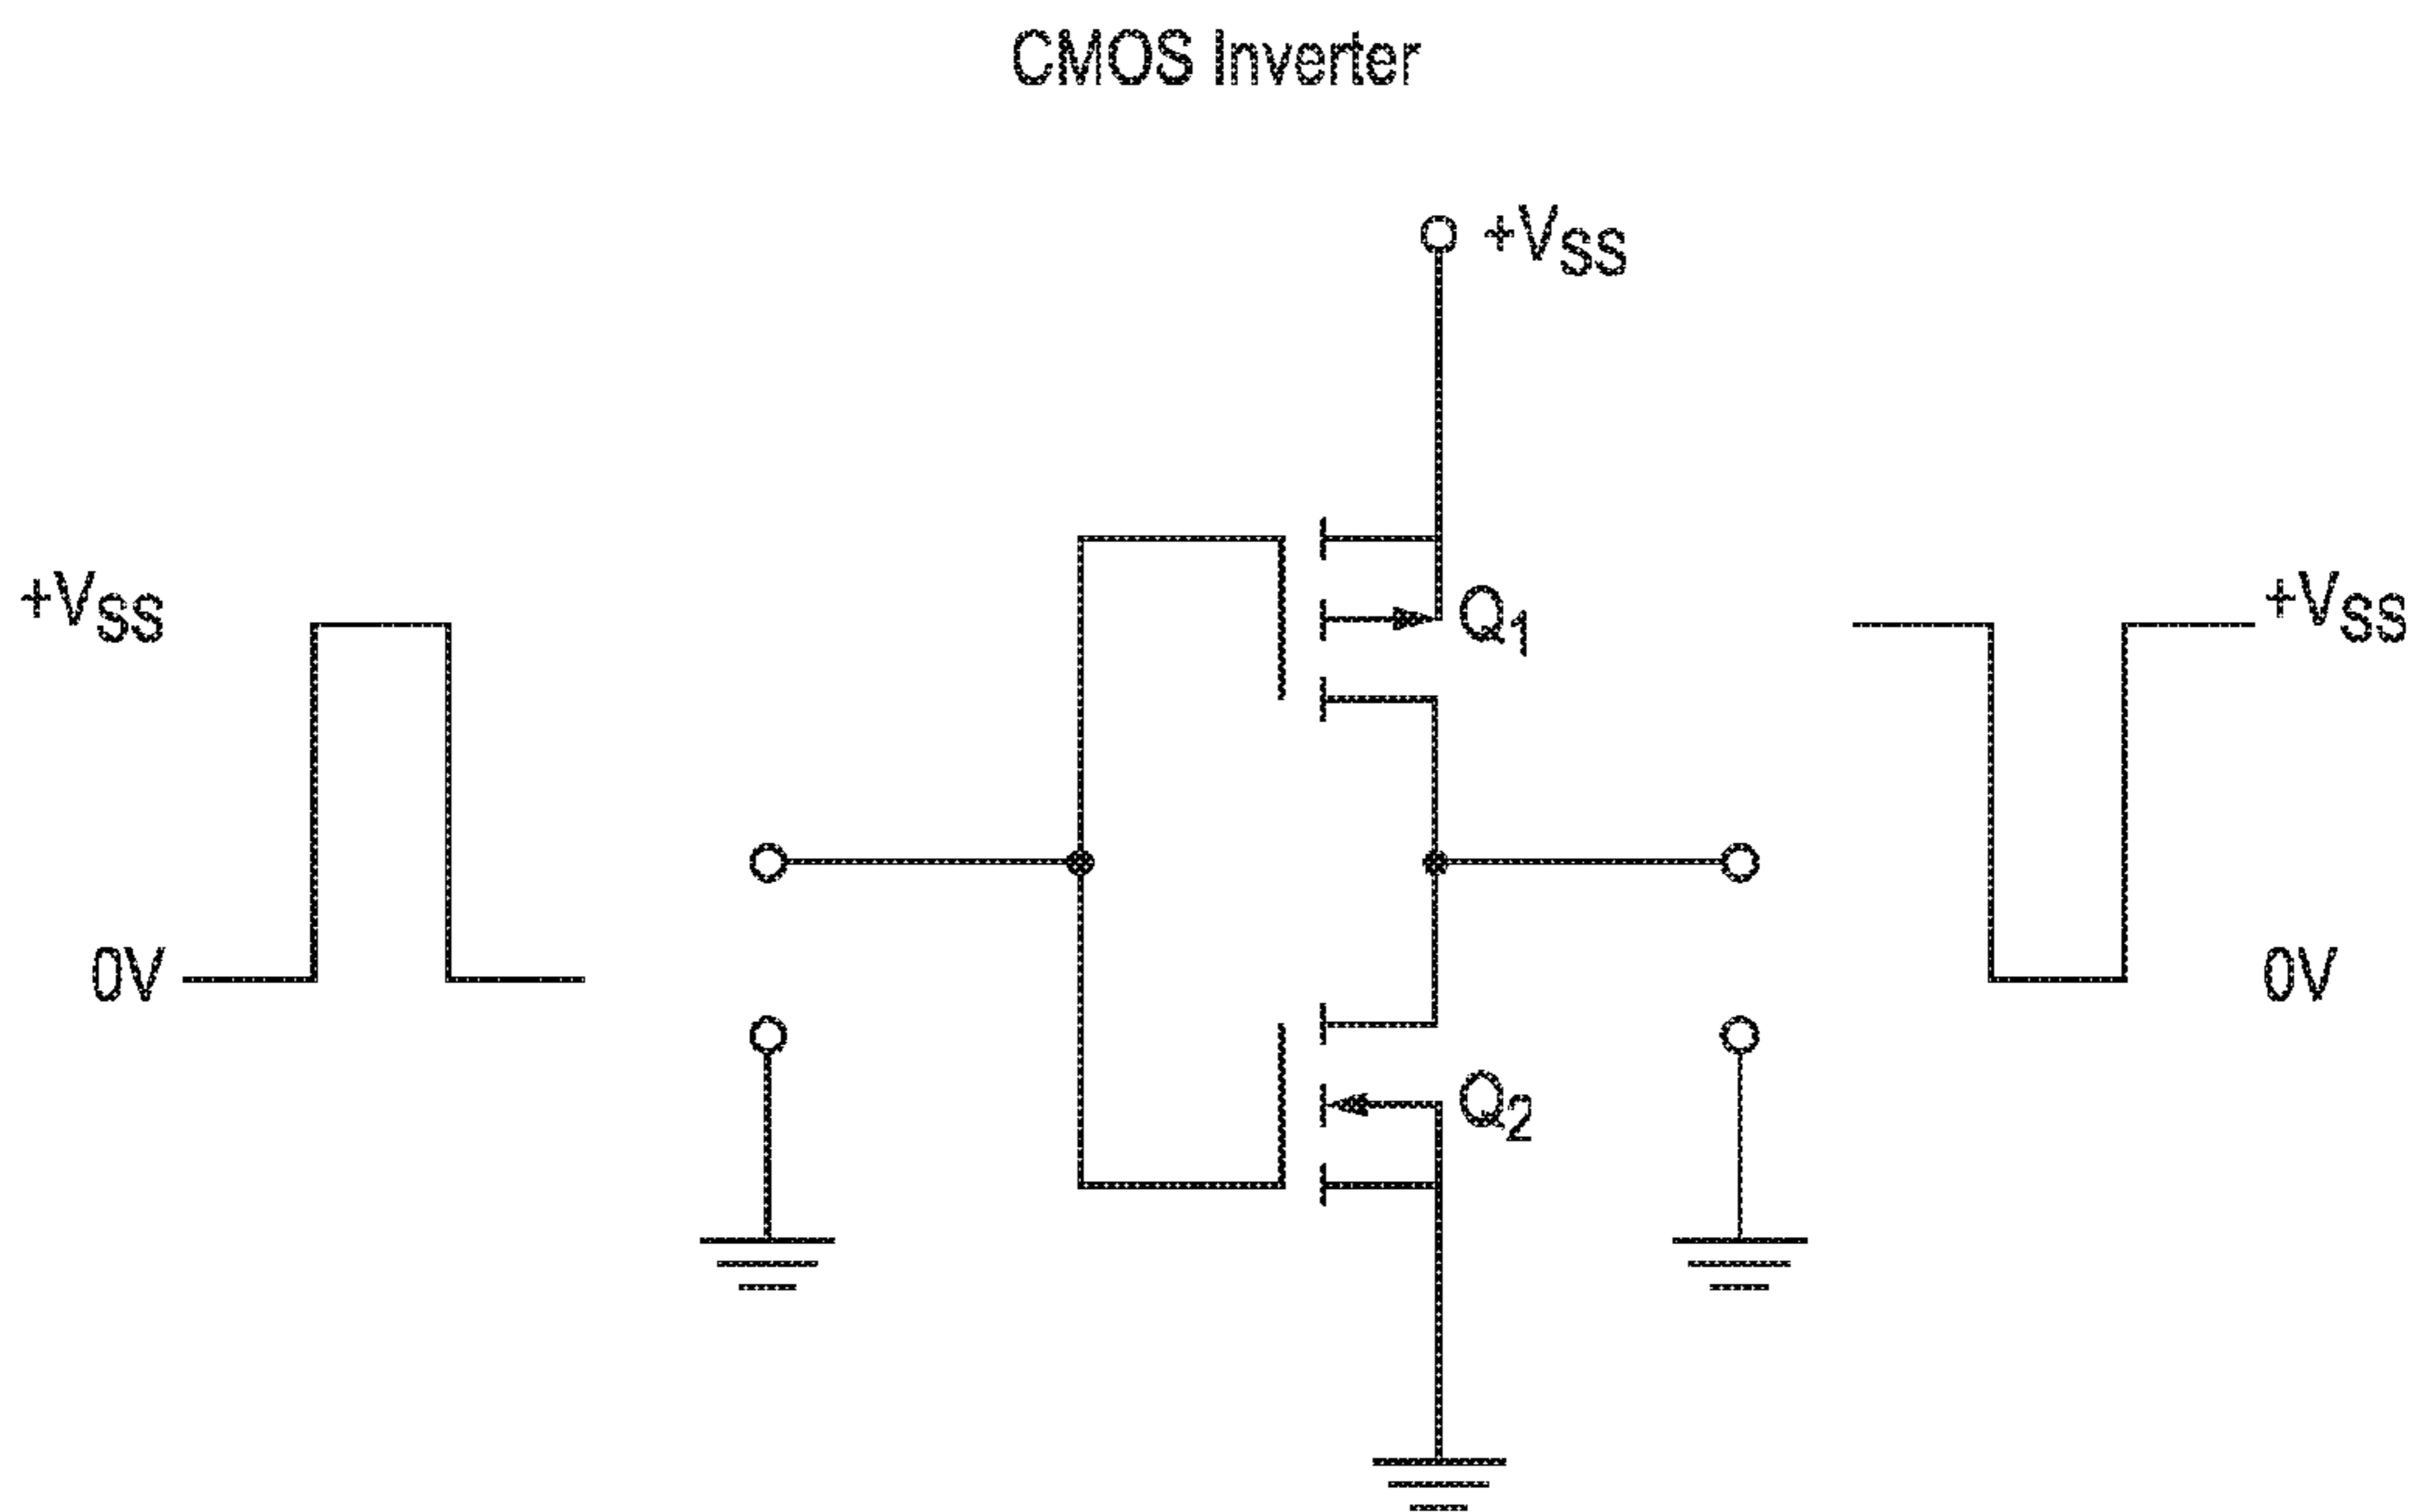 CMOS Inverter
+VSS
+VSS
Q1
+VSS
0V
0V
Q2